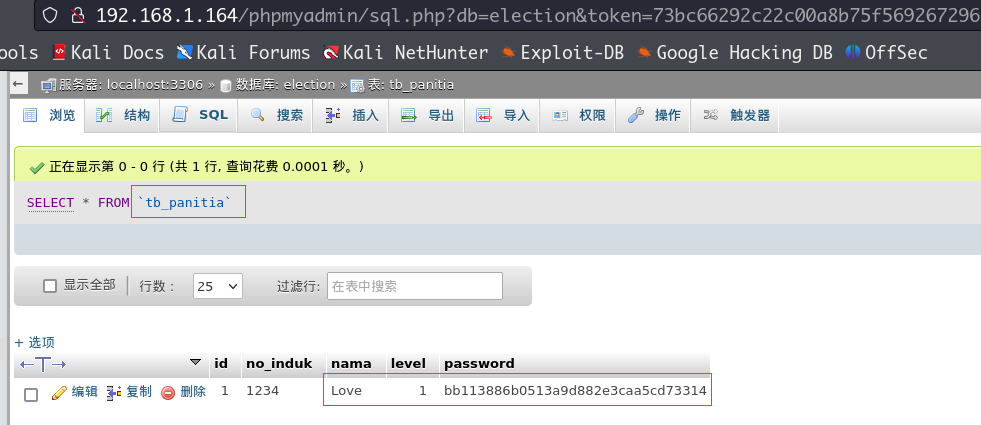 192.168.1.164/phpmyadmin/sql.php?db=election&token=73bc66292c22c00a8b75f569267296
ools Kali Docs Kali Forums Kali NetHunter Exploit-DB Google Hacking DB OffSec
← 服务器: localhost:3306 » 数据库: election » 表: tb_panitia
浏览 结构 SQL 搜索 插入 导出 导入 权限 操作 触发器
正在显示第 0 - 0 行 (共 1 行, 查询花费 0.0001 秒。)
SELECT * FROM `tb_panitia`
显示全部 行数: 25 过滤行: 在表中搜索
+ 选项
←T→ id no_induk nama level password
编辑 复制 删除 1 1234 Love 1 bb113886b0513a9d882e3caa5cd73314